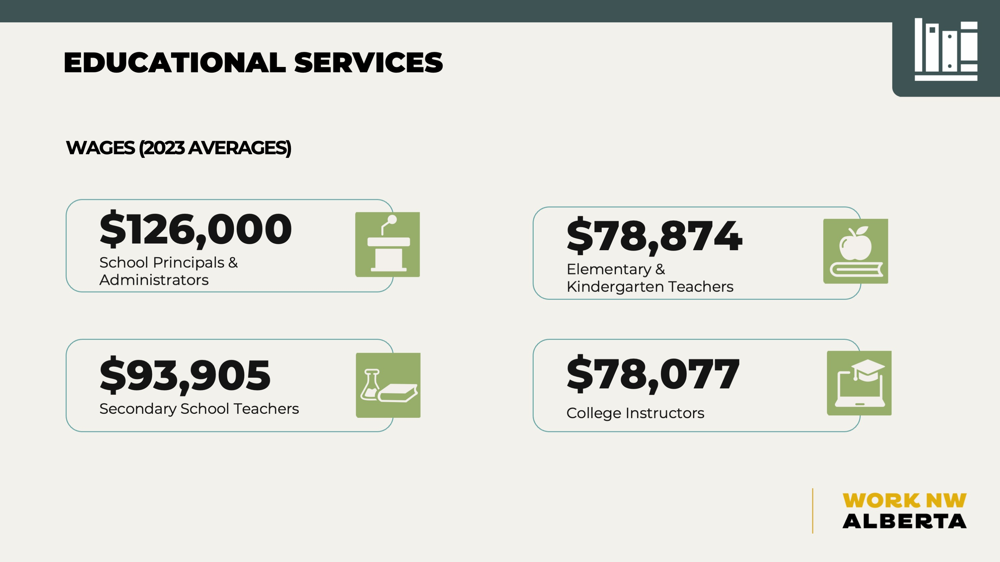 EDUCATIONAL SERVICES
WAGES (2023 AVERAGES)
$126,000
School Principals &
Administrators
$78,874
Elementary &
Kindergarten Teachers
$93,905
Secondary School Teachers
$78,077
College Instructors
WORK NW
ALBERTA